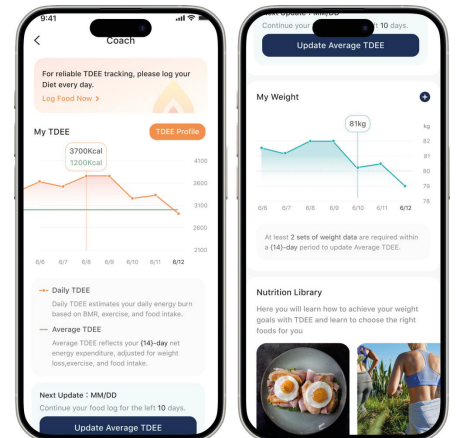 9:41
Coach
For reliable TDEE tracking, please log your
Diet every day.
Log Food Now >
My TDEE
TDEE Profile
3700Kcal
1200Kcal
4100
3600
3100
2600
2100
6/6 6/7 6/8 6/9 6/10 6/11 6/12
Daily TDEE
Daily TDEE estimates your daily energy burn
based on BMR, exercise, and food intake.
Average TDEE
Average TDEE reflects your {14}-day net
energy expenditure, adjusted for weight
loss,exercise, and food intake.
Next Update：MM/DD
Continue your food log for the left 10 days.
Update Average TDEE
Next Update：MM/DD
Continue your
left 10 days.
Update Average TDEE
My Weight
81kg
kg
82
81
80
79
78
6/6 6/7 6/8 6/9 6/10 6/11 6/12
At least 2 sets of weight data are required within
a {14}-day period to update Average TDEE.
Nutrition Library
Here you will learn how to achieve your weight
goals with TDEE and learn to choose the right
foods for you